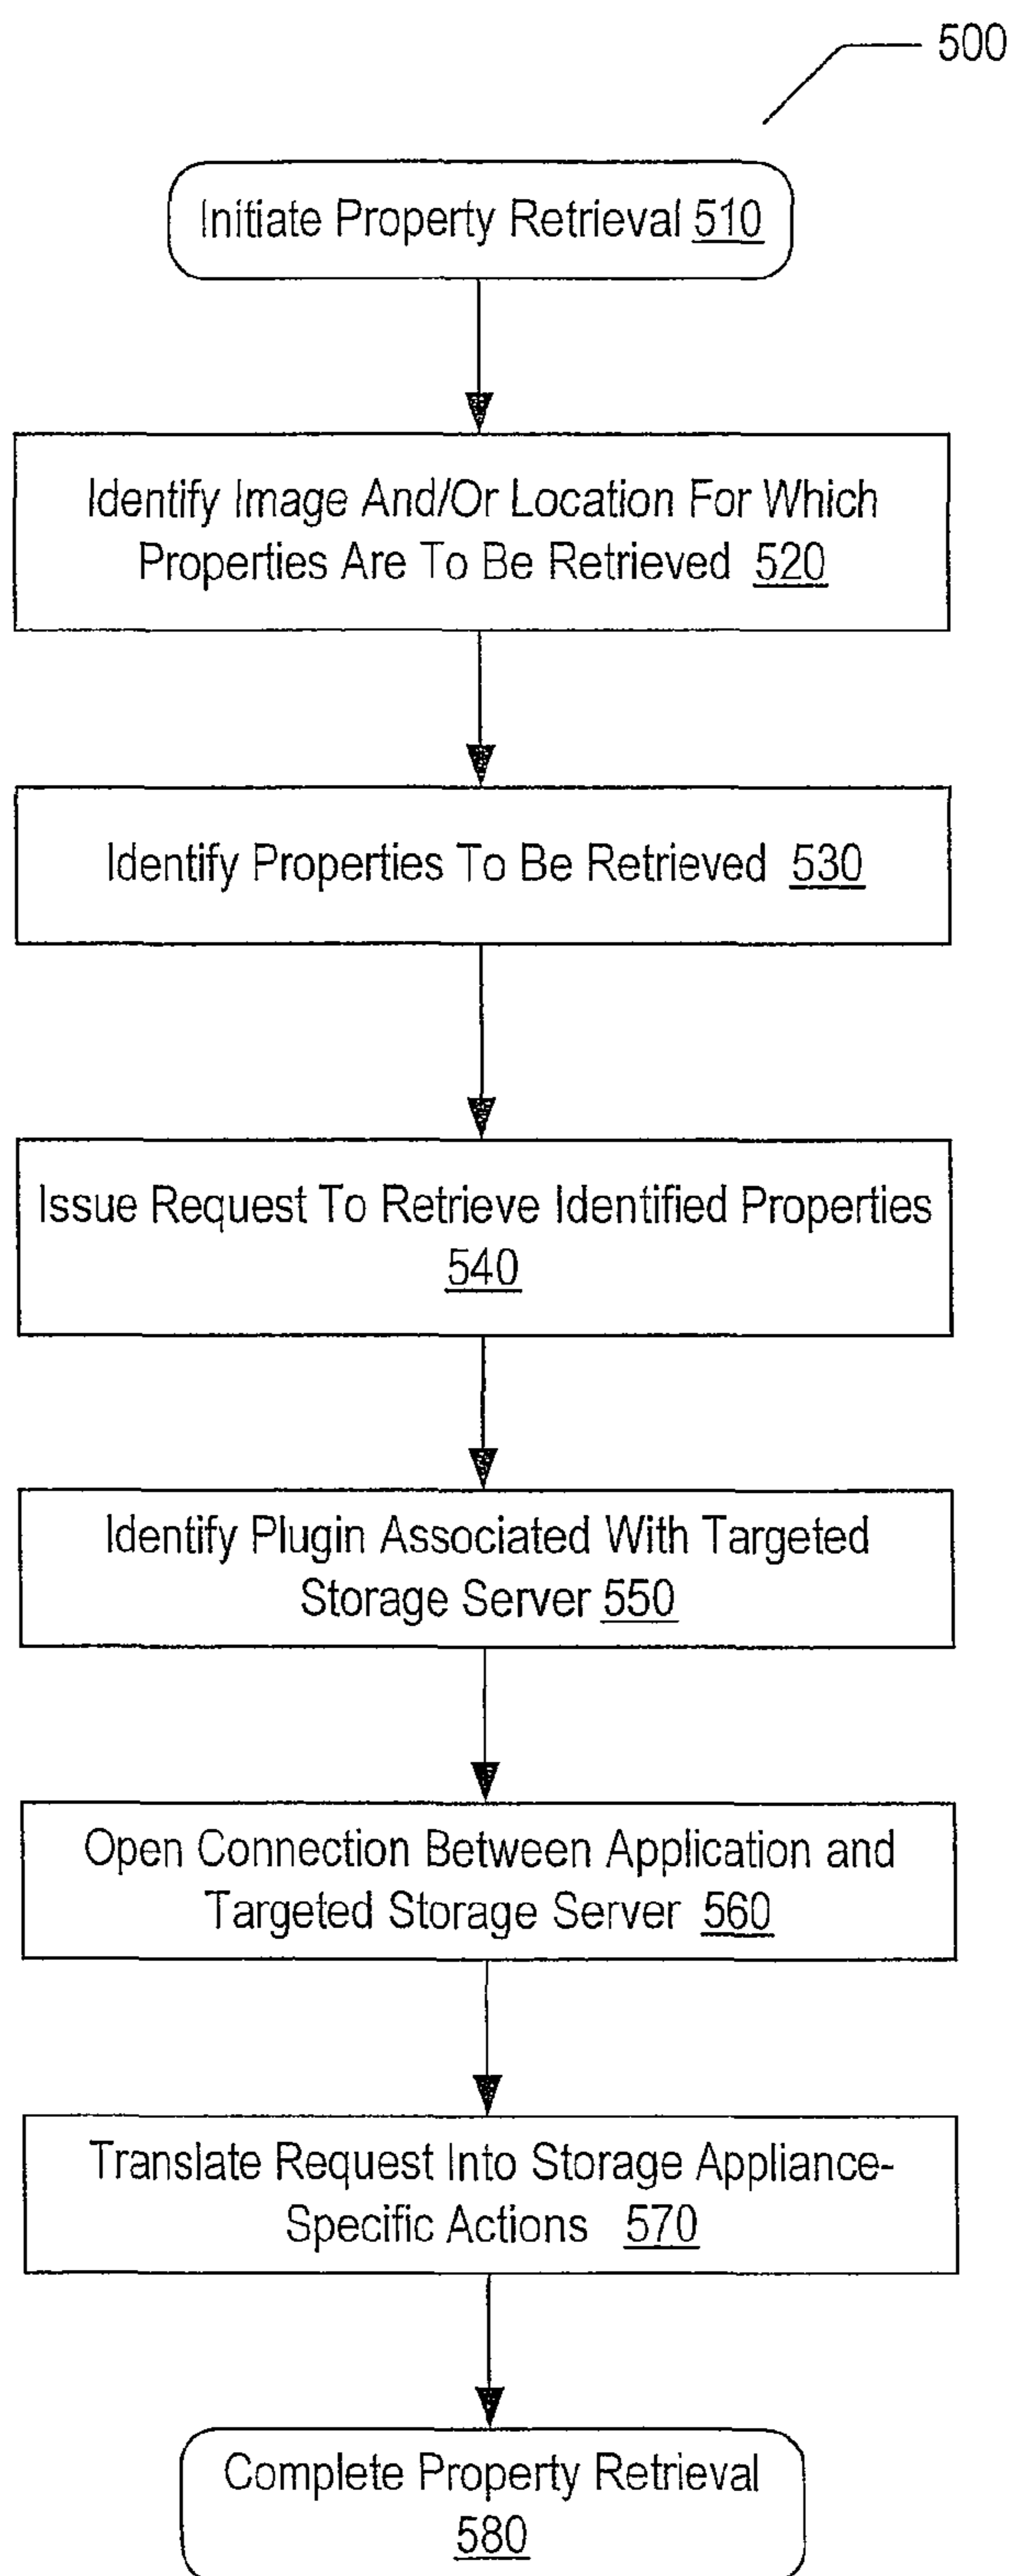 500
Initiate Property Retrieval 510
Identify Image And/Or Location For Which
Properties Are To Be Retrieved 520
Identify Properties To Be Retrieved 530
Issue Request To Retrieve Identified Properties
540
Identify Plugin Associated With Targeted
Storage Server 550
Open Connection Between Application and
Targeted Storage Server 560
Translate Request Into Storage Appliance-
Specific Actions 570
Complete Property Retrieval
580